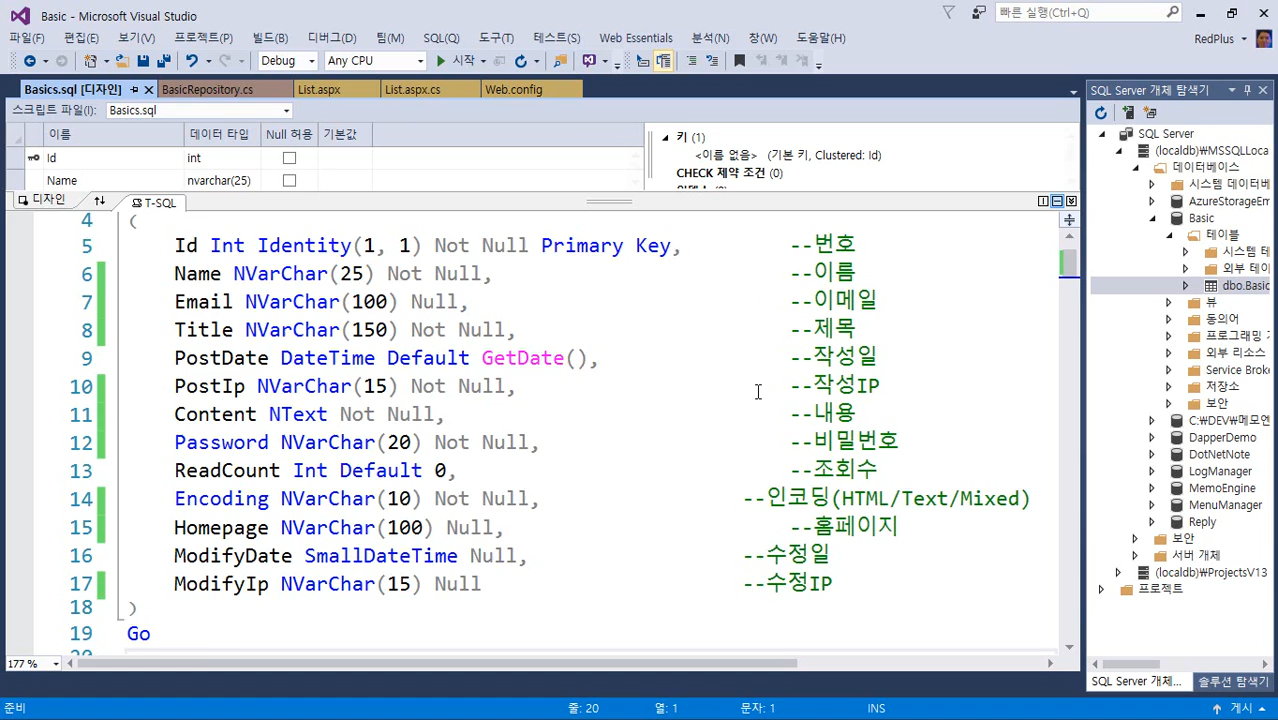 Basic - Microsoft Visual Studio
빠른 실행(Ctrl+Q)
파일(F) 편집(E) 보기(V) 프로젝트(P) 빌드(B) 디버그(D) 팀(M) SQL(Q) 도구(T) 테스트(S) Web Essentials 분석(N) 창(W) 도움말(H) RedPlus
Debug Any CPU 시작
Basics.sql [디자인] BasicRepository.cs List.aspx List.aspx.cs Web.config
스크립트 파일(I): Basics.sql
이름 데이터 타입 Null 허용 기본값
Id int
Name nvarchar(25)
키 (1)
<이름 없음> (기본 키, Clustered: Id)
CHECK 제약 조건 (0)
디자인 T-SQL
4 (
5 Id Int Identity(1, 1) Not Null Primary Key, --번호
6 Name NVarChar(25) Not Null, --이름
7 Email NVarChar(100) Null, --이메일
8 Title NVarChar(150) Not Null, --제목
9 PostDate DateTime Default GetDate(), --작성일
10 PostIp NVarChar(15) Not Null, --작성IP
11 Content NText Not Null, --내용
12 Password NVarChar(20) Not Null, --비밀번호
13 ReadCount Int Default 0, --조회수
14 Encoding NVarChar(10) Not Null, --인코딩(HTML/Text/Mixed)
15 Homepage NVarChar(100) Null, --홈페이지
16 ModifyDate SmallDateTime Null, --수정일
17 ModifyIp NVarChar(15) Null --수정IP
18 )
19 Go
177 %
SQL Server 개체 탐색기
SQL Server
(localdb)₩MSSQLLoca
데이터베이스
시스템 데이터비
AzureStorageEm
Basic
테이블
시스템 터
외부 테이
dbo.Basic
뷰
동의어
프로그래밍
외부 리소스
Service Brok
저장소
보안
C:₩DEV₩메모엔
DapperDemo
DotNetNote
LogManager
MemoEngine
MenuManager
Reply
보안
서버 개체
(localdb)₩ProjectsV13
프로젝트
SQL Server 개체... 솔루션 탐색기
준비 줄: 20 열: 1 문자: 1 INS 게시